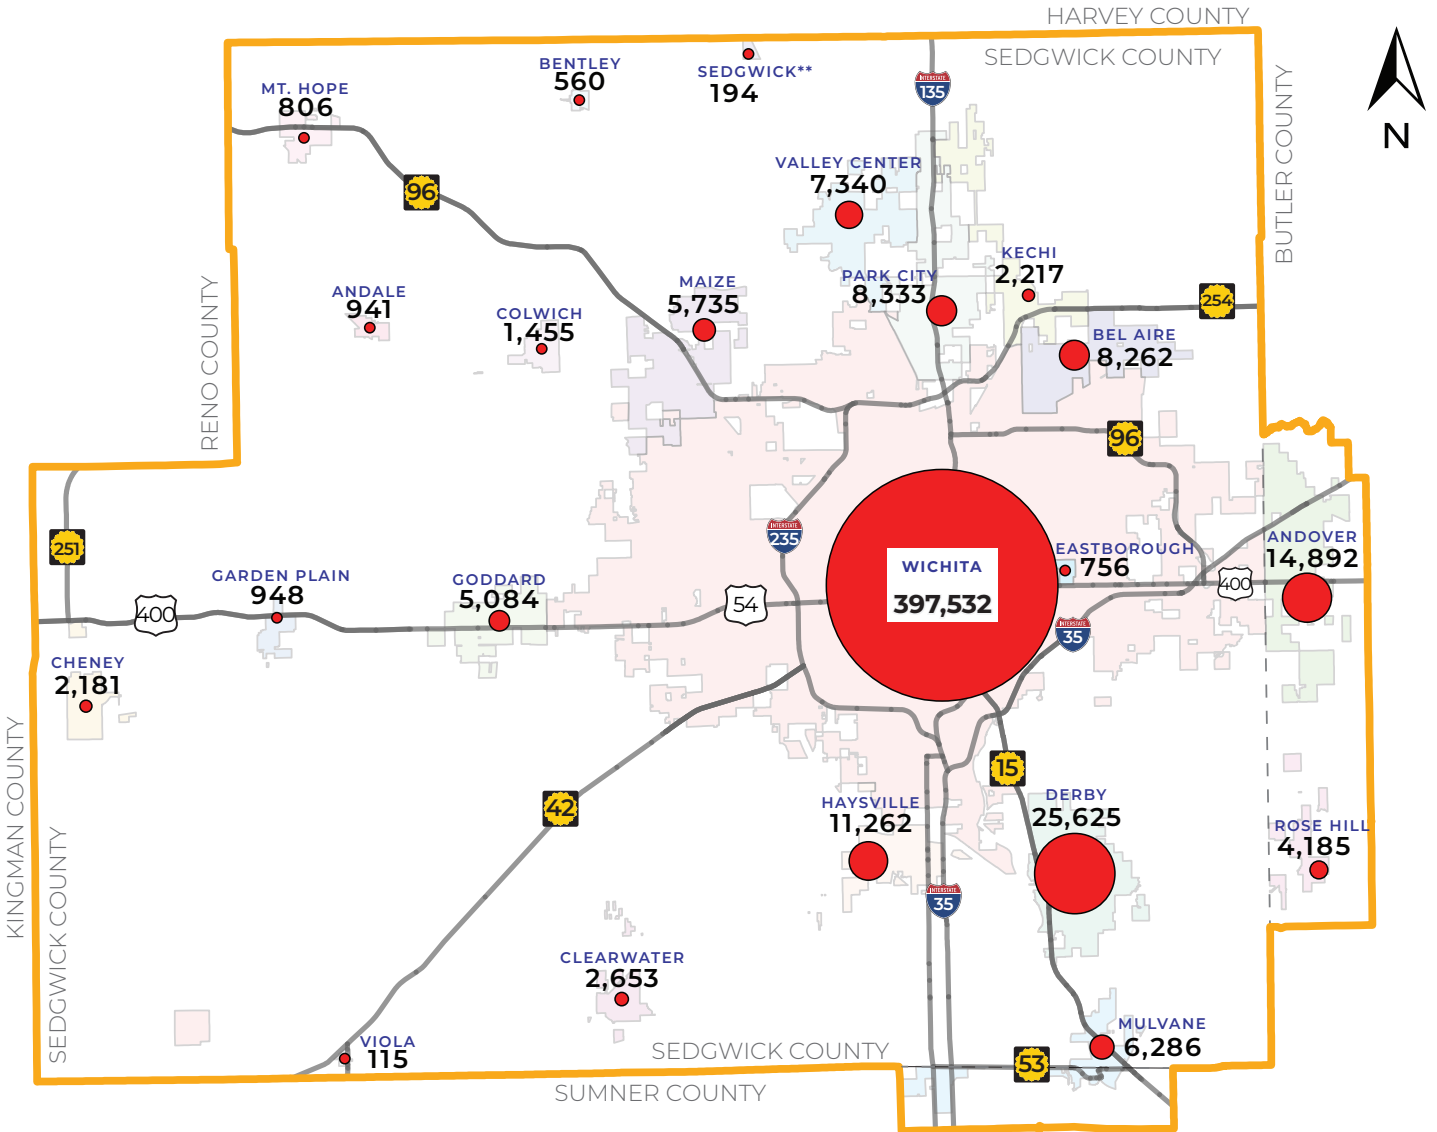 HARVEY COUNTY
SEDGWICK COUNTY
N
BUTLER COUNTY
INTERSTATE
135
BENTLEY
560
SEDGWICK**
194
MT. HOPE
806
96
VALLEY CENTER
7,340
KECHI
2,217
254
PARK CITY
8,333
MAIZE
5,735
ANDALE
941
COLWICH
1,455
BEL AIRE
8,262
RENO COUNTY
96
251
INTERSTATE
235
WICHITA
397,532
EASTBOROUGH
756
ANDOVER
14,892
400
GARDEN PLAIN
948
GODDARD
5,084
54
400
INTERSTATE
35
CHENEY
2,181
KINGMAN COUNTY
SEDGWICK COUNTY
42
15
HAYSVILLE
11,262
DERBY
25,625
ROSE HILL
4,185
INTERSTATE
35
CLEARWATER
2,653
VIOLA
115
MULVANE
6,286
53
SEDGWICK COUNTY
SUMNER COUNTY